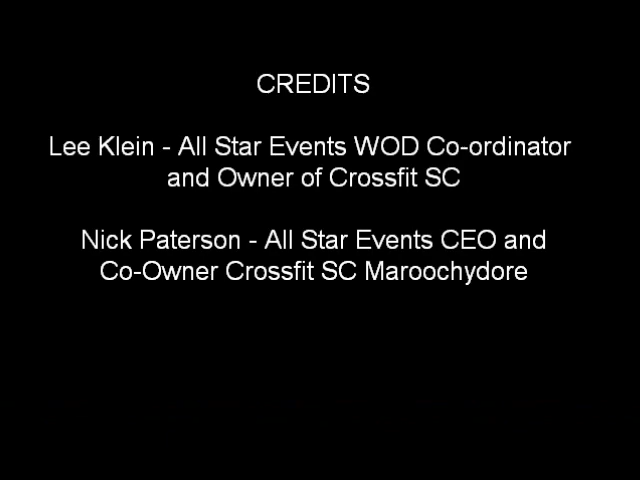 CREDITS
Lee Klein - All Star Events WOD Co-ordinator
and Owner of Crossfit SC
Nick Paterson - All Star Events CEO and
Co-Owner Crossfit SC Maroochydore